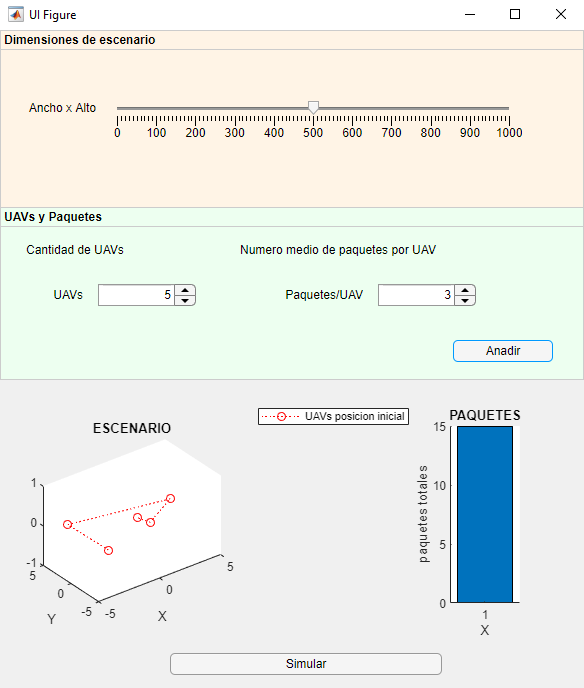 UI Figure
Dimensiones de escenario
Ancho x Alto
0 100 200 300 400 500 600 700 800 900 1000
UAVs y Paquetes
Cantidad de UAVs
Numero medio de paquetes por UAV
UAVs 5
Paquetes/UAV 3
Anadir
UAVs posicion inicial
ESCENARIO
1
0
-1
5
0
-5
Y
-5
0
5
X
PAQUETES
15
10
5
0
paquetes totales
1
X
Simular